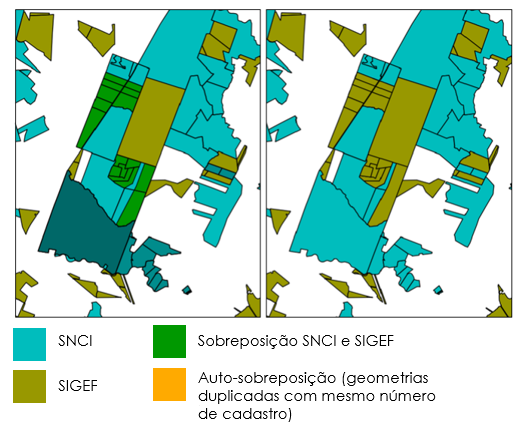 SNCI
Sobreposição SNCI e SIGEF
SIGEF
Auto-sobreposição (geometrias
duplicadas com mesmo número
de cadastro)